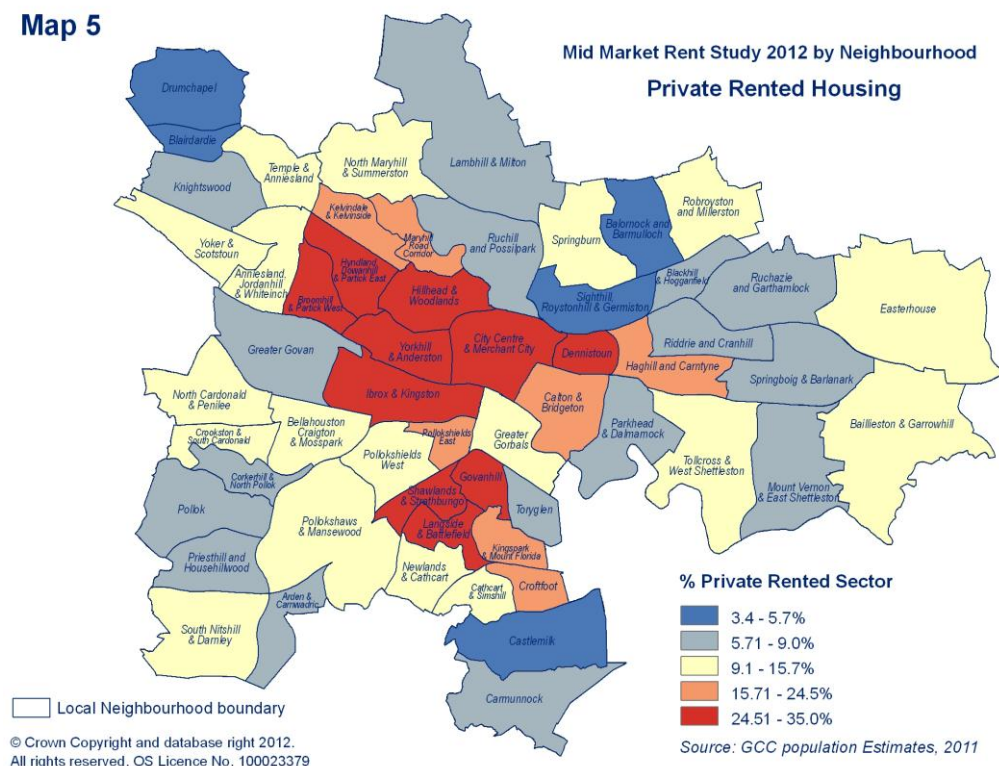 Map 5
Mid Market Rent Study 2012 by Neighbourhood
Private Rented Housing
Drumchapel
Blairdardie
Knightswood
Temple &
Anniesland
North Maryhill
& Summerston
Lambhill & Milton
Kelvindale &
Kelvinside
Maryhill
Road
Corridor
Ruchill
and Possilpark
Springburn
Balornock and
Barmulloch
Robroyston
and Millerston
Yoker &
Scotstoun
Anniesland,
Jordanhill
& Whiteinch
Hyndland,
Dowanhill
& Partick East
Broomhill
& Partick West
Hillhead &
Woodlands
Sighthill,
Roystonhill & Germiston
Blackhill
& Hogganfield
Ruchazie
and Garthamlock
Easterhouse
Greater Govan
Yorkhill
& Anderston
City Centre
& Merchant City
Dennistoun
Riddrie and Cranhill
Haghill and Carntyne
Springboig & Barlanark
Ibrox & Kingston
North Cardonald
& Penilee
Crookston &
South Cardonald
Bellahouston
Craigton
& Mosspark
Pollokshields
East
Pollokshields
West
Greater
Gorbals
Calton &
Bridgeton
Parkhead
& Dalmarnock
Tollcross &
West Shettleston
Mount Vernon
& East Shettleston
Baillieston & Garrowhill
Corkerhill &
North Pollok
Pollok
Govanhill
Shawlands
& Strathbungo
Langside
& Battlefield
Toryglen
Pollokshaws
& Mansewood
Priesthill and
Househillwood
Kingspark
& Mount Florida
Newlands
& Cathcart
Cathcart
& Simshill
Croftfoot
Arden &
Carnwadric
South Nitshill
& Darnley
Castlemilk
Carmunnock
% Private Rented Sector
3.4 - 5.7%
5.71 - 9.0%
9.1 - 15.7%
15.71 - 24.5%
24.51 - 35.0%
Local Neighbourhood boundary
© Crown Copyright and database right 2012.
All rights reserved. OS Licence No. 100023379
Source: GCC population Estimates, 2011